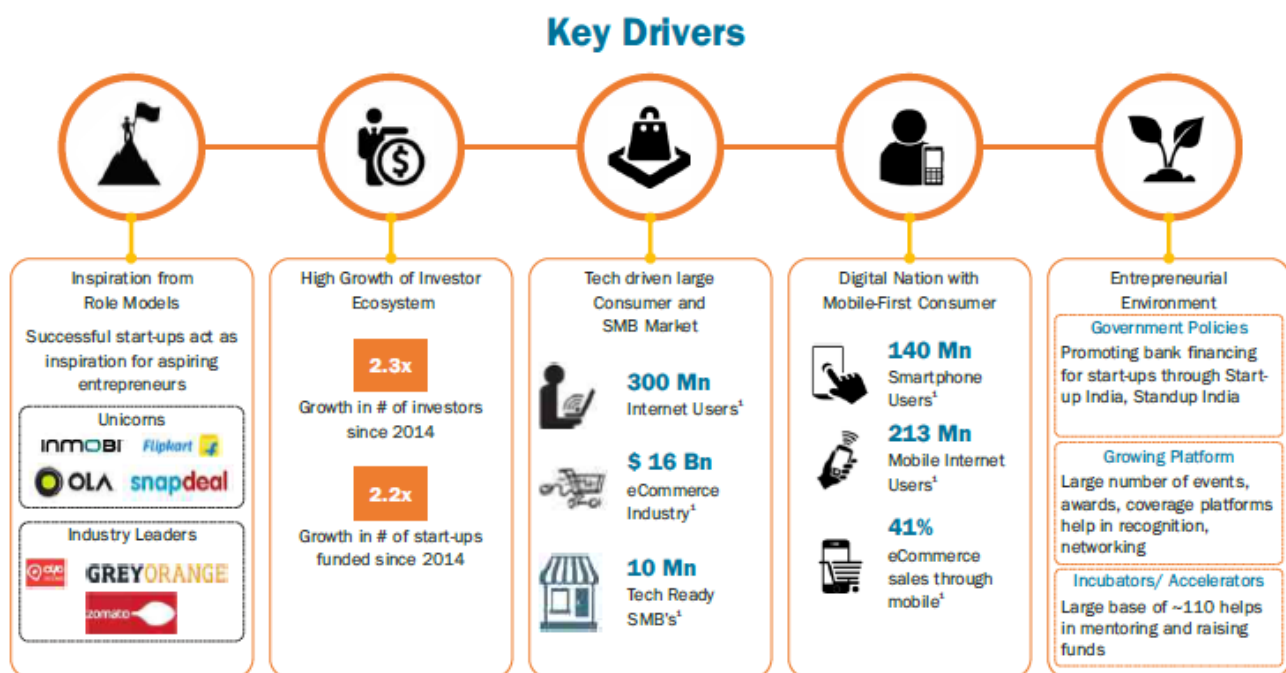 Key Drivers
Inspiration from
Role Models
Successful start-ups act as
inspiration for aspiring
entrepreneurs
Unicorns
INMOBI
Flipkart
OLA
snapdeal
Industry Leaders
OYO
GREYORANGE
zomato
High Growth of Investor
Ecosystem
2.3x
Growth in # of investors
since 2014
2.2x
Growth in # of start-ups
funded since 2014
Tech driven large
Consumer and
SMB Market
300 Mn
Internet Users¹
$ 16 Bn
eCommerce
Industry¹
10 Mn
Tech Ready
SMB's¹
Digital Nation with
Mobile-First Consumer
140 Mn
Smartphone
Users¹
213 Mn
Mobile Internet
Users¹
41%
eCommerce
sales through
mobile¹
Entrepreneurial
Environment
Government Policies
Promoting bank financing
for start-ups through Start-
up India, Standup India
Growing Platform
Large number of events,
awards, coverage platforms
help in recognition,
networking
Incubators/ Accelerators
Large base of ~110 helps
in mentoring and raising
funds